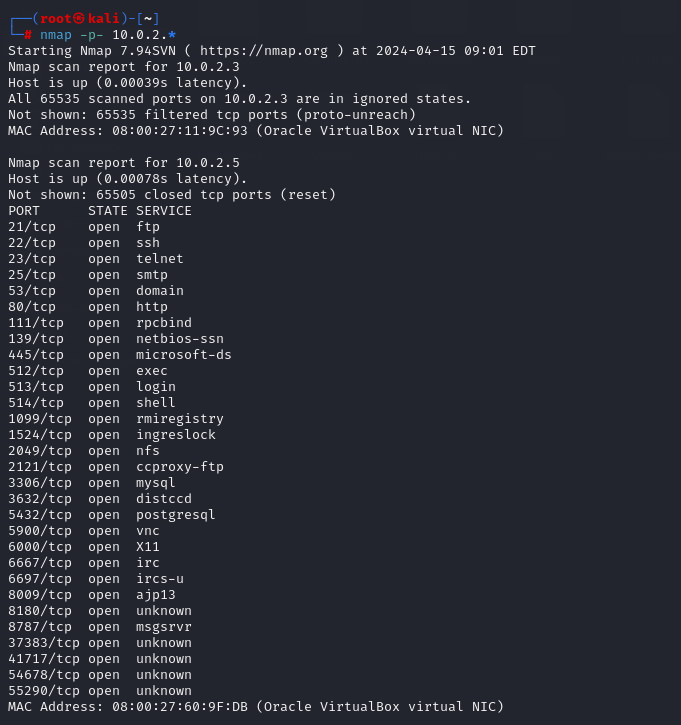 ┌──(root㉿kali)-[~]
└─# nmap -p- 10.0.2.*
Starting Nmap 7.94SVN ( https://nmap.org ) at 2024-04-15 09:01 EDT
Nmap scan report for 10.0.2.3
Host is up (0.00039s latency).
All 65535 scanned ports on 10.0.2.3 are in ignored states.
Not shown: 65535 filtered tcp ports (proto-unreach)
MAC Address: 08:00:27:11:9C:93 (Oracle VirtualBox virtual NIC)

Nmap scan report for 10.0.2.5
Host is up (0.00078s latency).
Not shown: 65505 closed tcp ports (reset)
PORT      STATE SERVICE
21/tcp    open  ftp
22/tcp    open  ssh
23/tcp    open  telnet
25/tcp    open  smtp
53/tcp    open  domain
80/tcp    open  http
111/tcp   open  rpcbind
139/tcp   open  netbios-ssn
445/tcp   open  microsoft-ds
512/tcp   open  exec
513/tcp   open  login
514/tcp   open  shell
1099/tcp  open  rmiregistry
1524/tcp  open  ingreslock
2049/tcp  open  nfs
2121/tcp  open  ccproxy-ftp
3306/tcp  open  mysql
3632/tcp  open  distccd
5432/tcp  open  postgresql
5900/tcp  open  vnc
6000/tcp  open  X11
6667/tcp  open  irc
6697/tcp  open  ircs-u
8009/tcp  open  ajp13
8180/tcp  open  unknown
8787/tcp  open  msgsrvr
37383/tcp open  unknown
41717/tcp open  unknown
54678/tcp open  unknown
55290/tcp open  unknown
MAC Address: 08:00:27:60:9F:DB (Oracle VirtualBox virtual NIC)